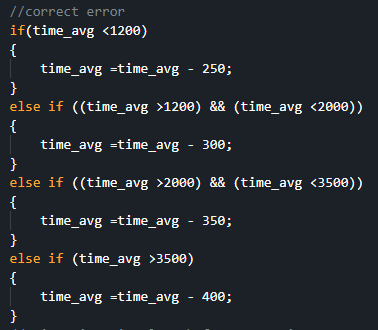 //correct error
if(time_avg <1200)
{
    time_avg =time_avg - 250;
}
else if ((time_avg >1200) && (time_avg <2000))
{
    time_avg =time_avg - 300;
}
else if ((time_avg >2000) && (time_avg <3500))
{
    time_avg =time_avg - 350;
}
else if (time_avg >3500)
{
    time_avg =time_avg - 400;
}